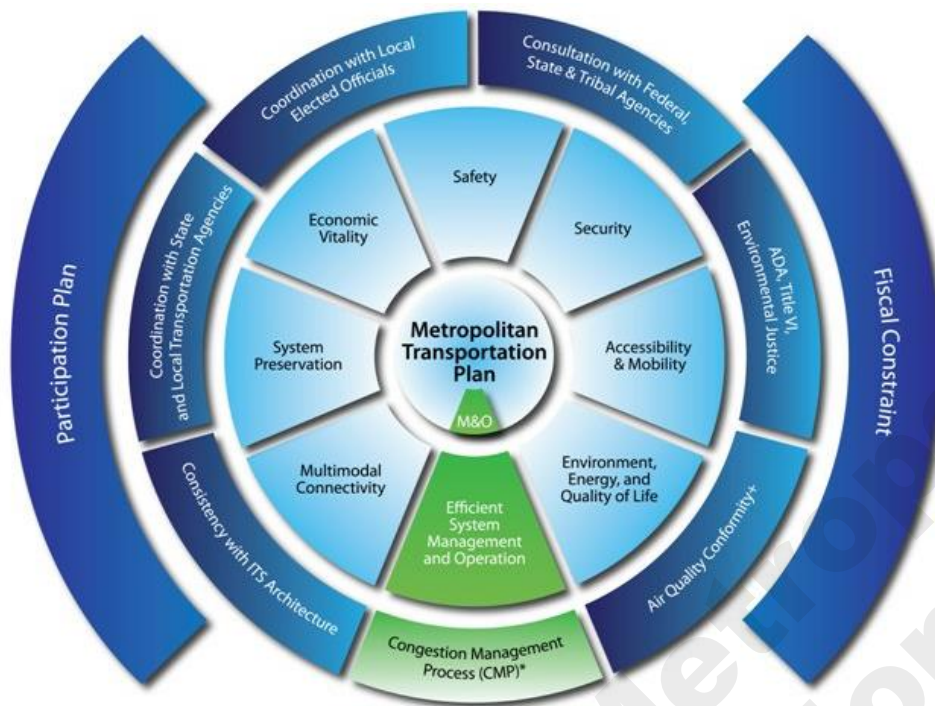 Coordination with Local
Elected Officials
Consultation with Federal,
State & Tribal Agencies
Participation Plan
Coordination with State
and Local Transportation Agencies
Economic
Vitality
Safety
Security
ADA, Title VI,
Environmental Justice
Fiscal Constraint
System
Preservation
Metropolitan
Transportation
Plan
M&O
Accessibility
& Mobility
Multimodal
Connectivity
Efficient
System
Management
and Operation
Environment,
Energy, and
Quality of Life
Consistency with ITS Architecture
Congestion Management
Process (CMP)*
Air Quality Conformity+